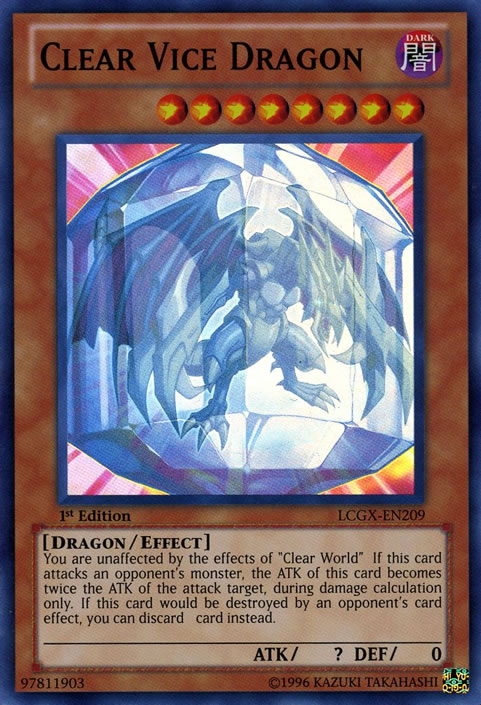 CLEAR VICE DRAGON
DARK
闇
1st Edition
LCGX-EN209
[DRAGON/EFFECT]
You are unaffected by the effects of "Clear World" If this card
attacks an opponent's monster, the ATK of this card becomes
twice the ATK of the attack target, during damage calculation
only. If this card would be destroyed by an opponent's card
effect, you can discard card instead.
ATK/ ? DEF/ 0
97811903
©1996 KAZUKI TAKAHASHI